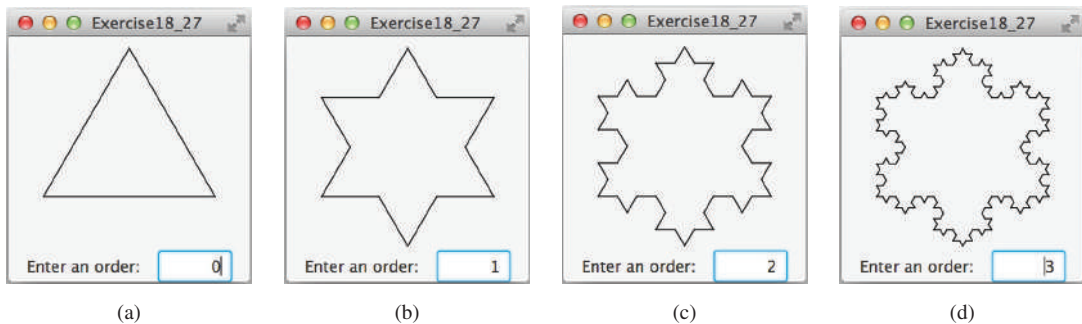 Exercise18_27
Exercise18_27
Exercise18_27
Exercise18_27
Enter an order: 0
Enter an order: 1
Enter an order: 2
Enter an order: 3
(a)
(b)
(c)
(d)